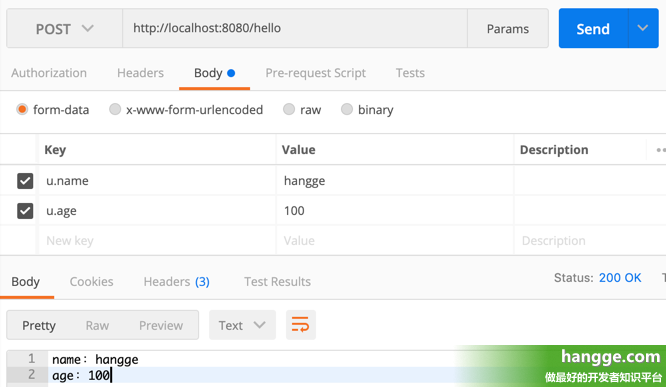 POST http://localhost:8080/hello Params Send
Authorization Headers Body Pre-request Script Tests
form-data x-www-form-urlencoded raw binary
Key Value Description
u.name hangge
u.age 100
New key Value Description
Body Cookies Headers (3) Test Results Status: 200 OK
Pretty Raw Preview Text
1 name: hangge
2 age: 100
hangge.com
做最好的开发者知识平台